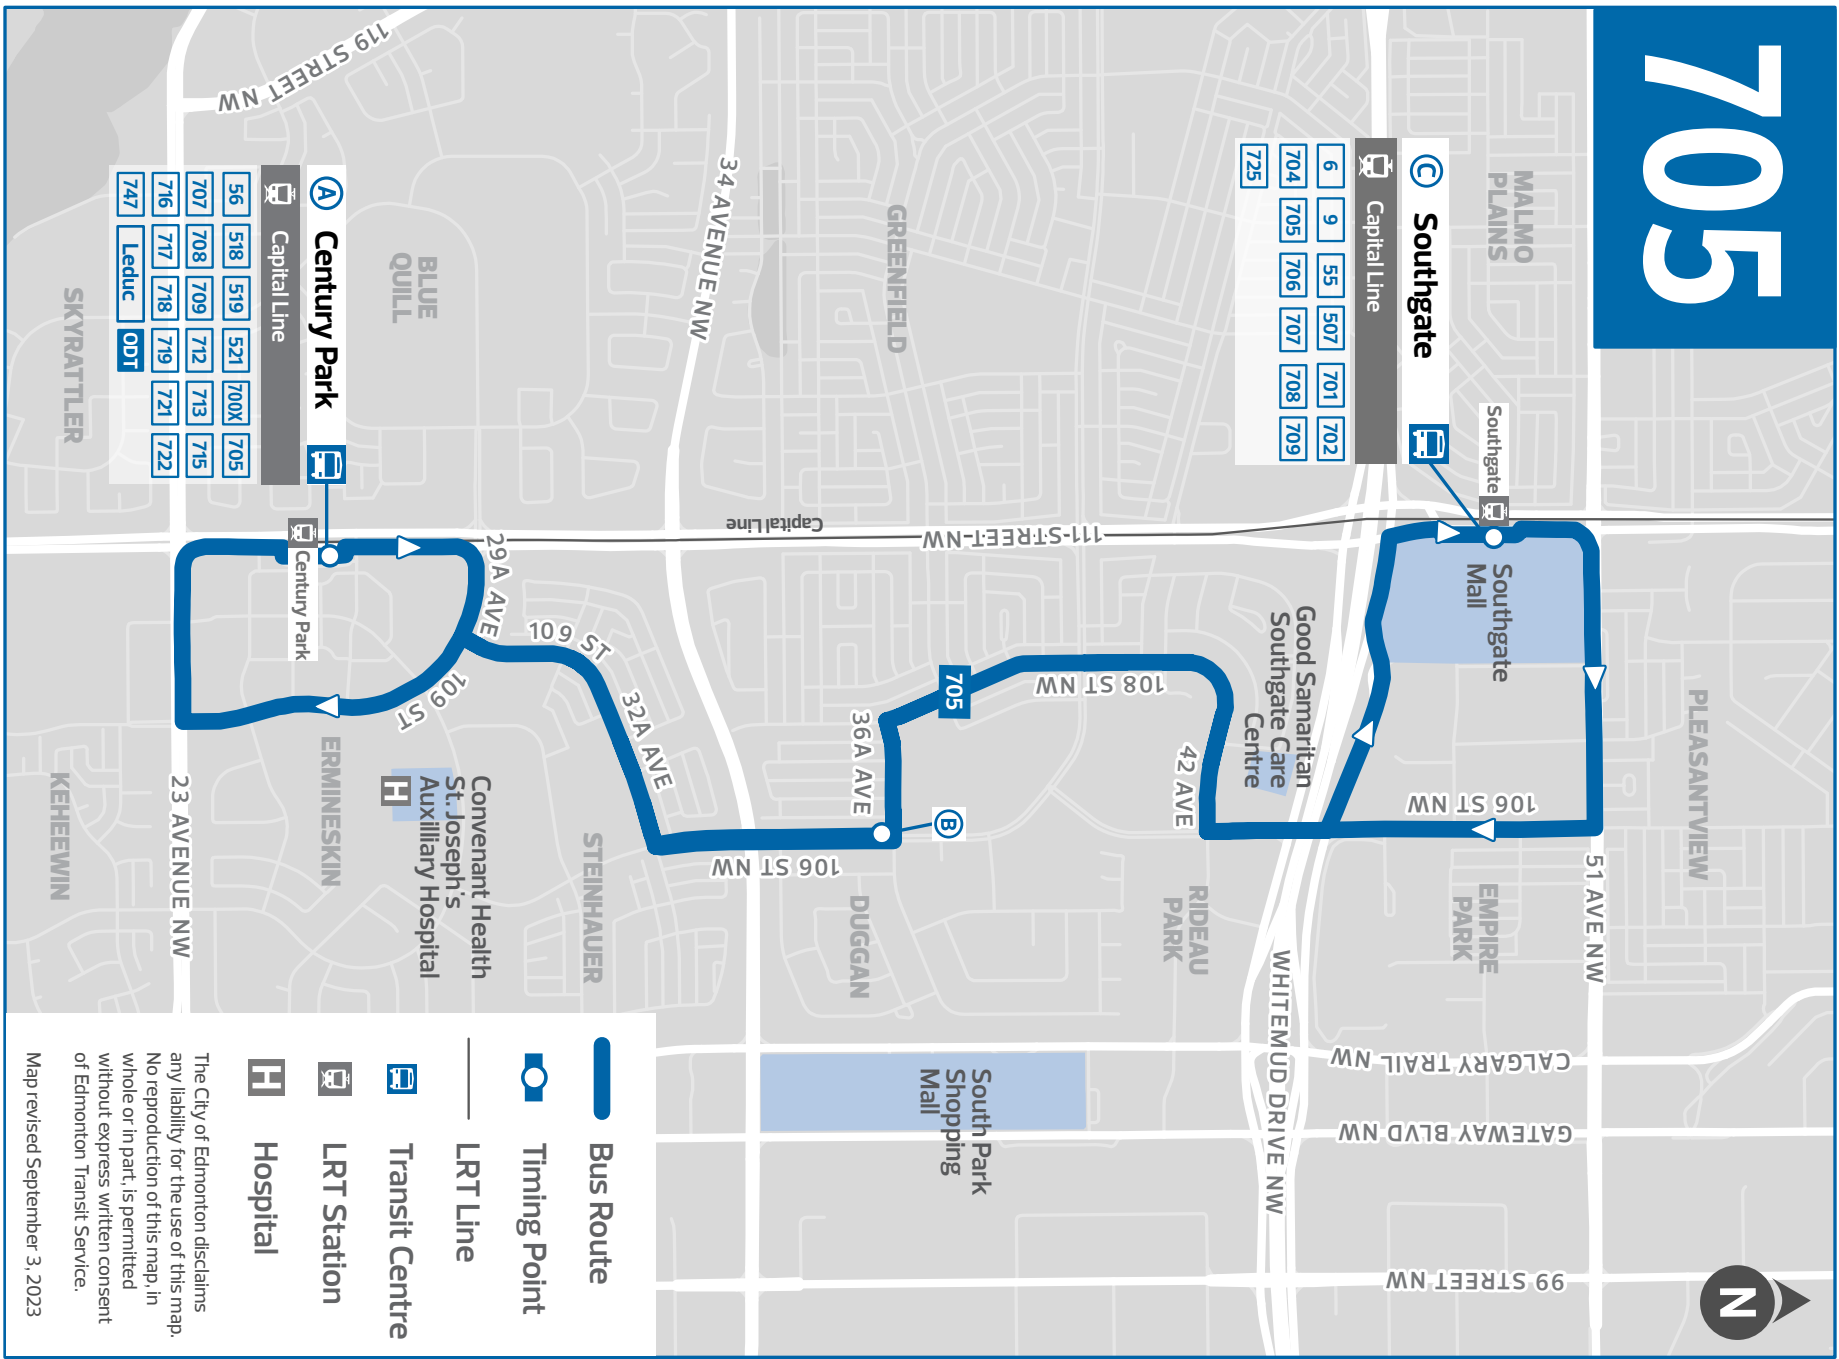 705
MALMO
PLAINS
C Southgate
Capital Line
6 9 55 507 701 702
704 705 706 707 708 709
725
Southgate
Southgate
Mall
PLEASANTVIEW
51 AVE NW
106 ST NW
EMPIRE
PARK
Good Samaritan
Southgate Care
Centre
WHITEMUD DRIVE NW
42 AVE
RIDEAU
PARK
108 ST NW
111 STREET NW
Capital Line
GREENFIELD
705
B
36A AVE
DUGGAN
106 ST NW
34 AVENUE NW
32A AVE
109 ST
29A AVE
STEINHAUER
119 STREET NW
BLUE
QUILL
A Century Park
Capital Line
56 518 519 521 700X 705
707 708 709 712 713 715
716 717 718 719 721 722
747 Leduc ODT
SKYRATTLER
Century Park
109 ST
ERMINESKIN
H
Convenant Health
St. Joseph's
Auxilliary Hospital
23 AVENUE NW
KEHEEWIN
CALGARY TRAIL NW
GATEWAY BLVD NW
99 STREET NW
South Park
Shopping
Mall
N
Bus Route
Timing Point
LRT Line
Transit Centre
LRT Station
H Hospital
The City of Edmonton disclaims
any liability for the use of this map.
No reproduction of this map, in
whole or in part, is permitted
without express written consent
of Edmonton Transit Service.
Map revised September 3, 2023